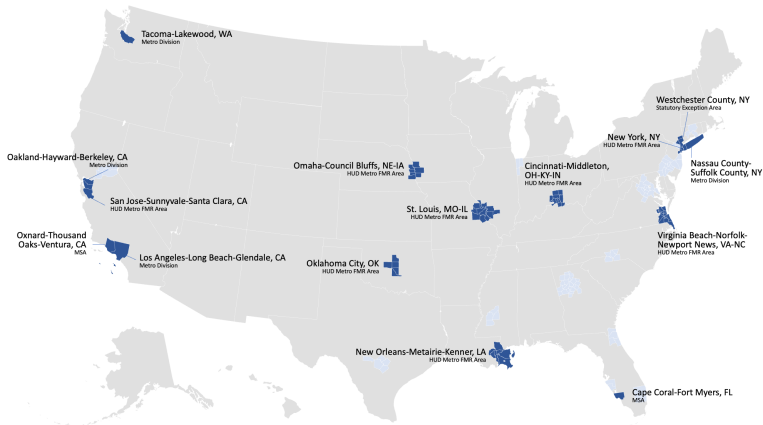 Tacoma-Lakewood, WA
Metro Division
Westchester County, NY
Statutory Exception Area
New York, NY
HUD Metro FMR Area
Nassau County-
Suffolk County, NY
Metro Division
Oakland-Hayward-Berkeley, CA
Metro Division
Omaha-Council Bluffs, NE-IA
HUD Metro FMR Area
Cincinnati-Middleton,
OH-KY-IN
HUD Metro FMR Area
San Jose-Sunnyvale-Santa Clara, CA
HUD Metro FMR Area
St. Louis, MO-IL
HUD Metro FMR Area
Oxnard-Thousand
Oaks-Ventura, CA
MSA
Virginia Beach-Norfolk-
Newport News, VA-NC
HUD Metro FMR Area
Los Angeles-Long Beach-Glendale, CA
Metro Division
Oklahoma City, OK
HUD Metro FMR Area
New Orleans-Metairie-Kenner, LA
HUD Metro FMR Area
Cape Coral-Fort Myers, FL
MSA